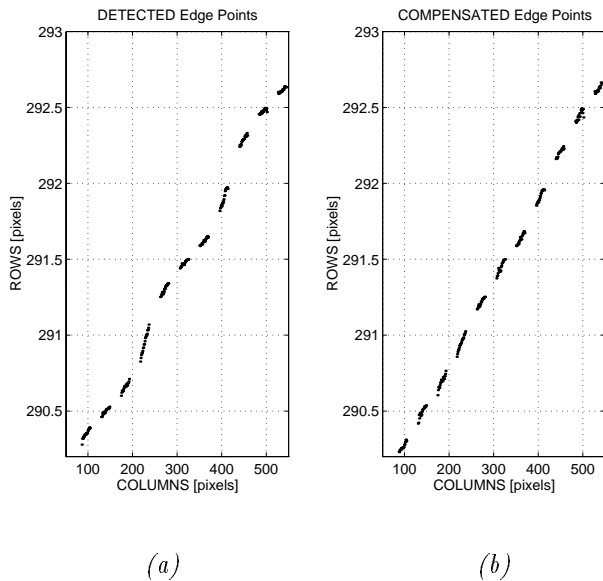 DETECTED Edge Points
293
292.5
292
291.5
291
290.5
ROWS [pixels]
100 200 300 400 500
COLUMNS [pixels]
(a)
COMPENSATED Edge Points
293
292.5
292
291.5
291
290.5
ROWS [pixels]
100 200 300 400 500
COLUMNS [pixels]
(b)